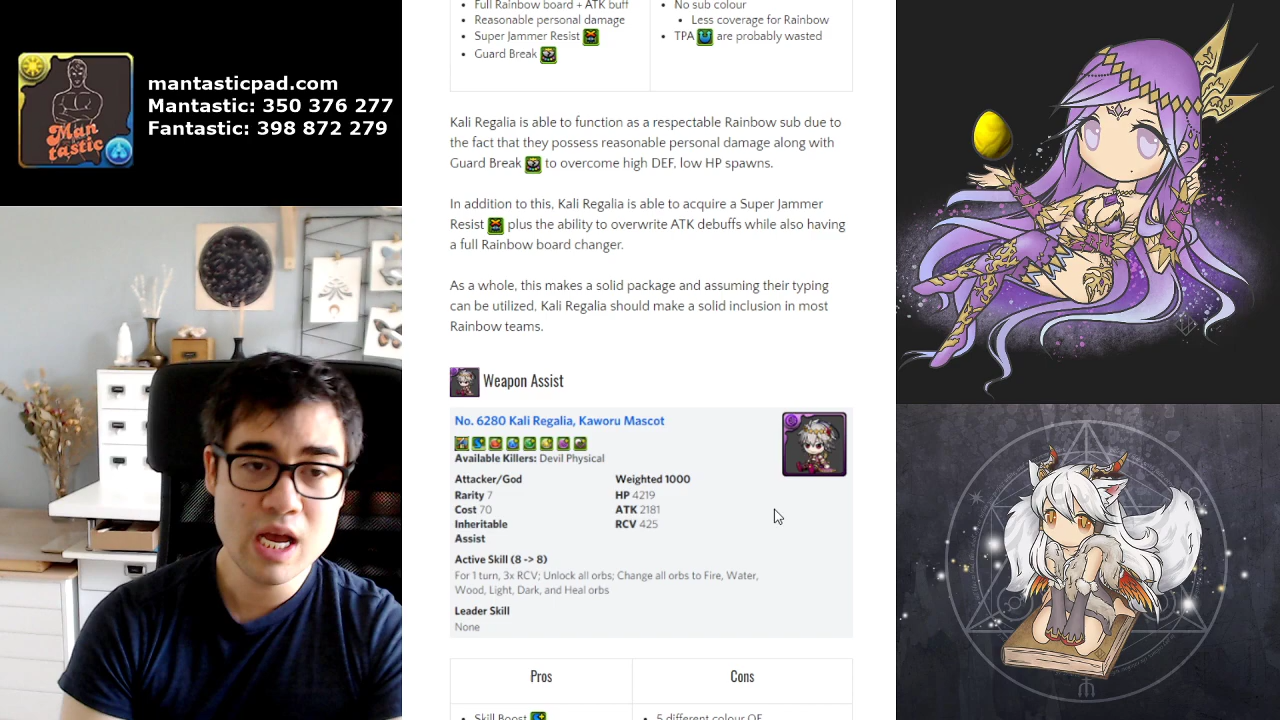 Man
tastic
mantasticpad.com
Mantastic: 350 376 277
Fantastic: 398 872 279
Full Rainbow board + ATK buff
Reasonable personal damage
Super Jammer Resist
Guard Break
No sub colour
Less coverage for Rainbow
TPA are probably wasted
Kali Regalia is able to function as a respectable Rainbow sub due to
the fact that they possess reasonable personal damage along with
Guard Break to overcome high DEF, low HP spawns.
In addition to this, Kali Regalia is able to acquire a Super Jammer
Resist plus the ability to overwrite ATK debuffs while also having
a full Rainbow board changer.
As a whole, this makes a solid package and assuming their typing
can be utilized, Kali Regalia should make a solid inclusion in most
Rainbow teams.
Weapon Assist
No. 6280 Kali Regalia, Kaworu Mascot
Available Killers: Devil Physical
Attacker/God
Rarity 7
Cost 70
Inheritable
Assist
Weighted 1000
HP 4219
ATK 2181
RCV 425
Active Skill (8 -> 8)
For 1 turn, 3x RCV; Unlock all orbs; Change all orbs to Fire, Water,
Wood, Light, Dark, and Heal orbs
Leader Skill
None
Pros
Cons
Skill Boost
5 different colour OE